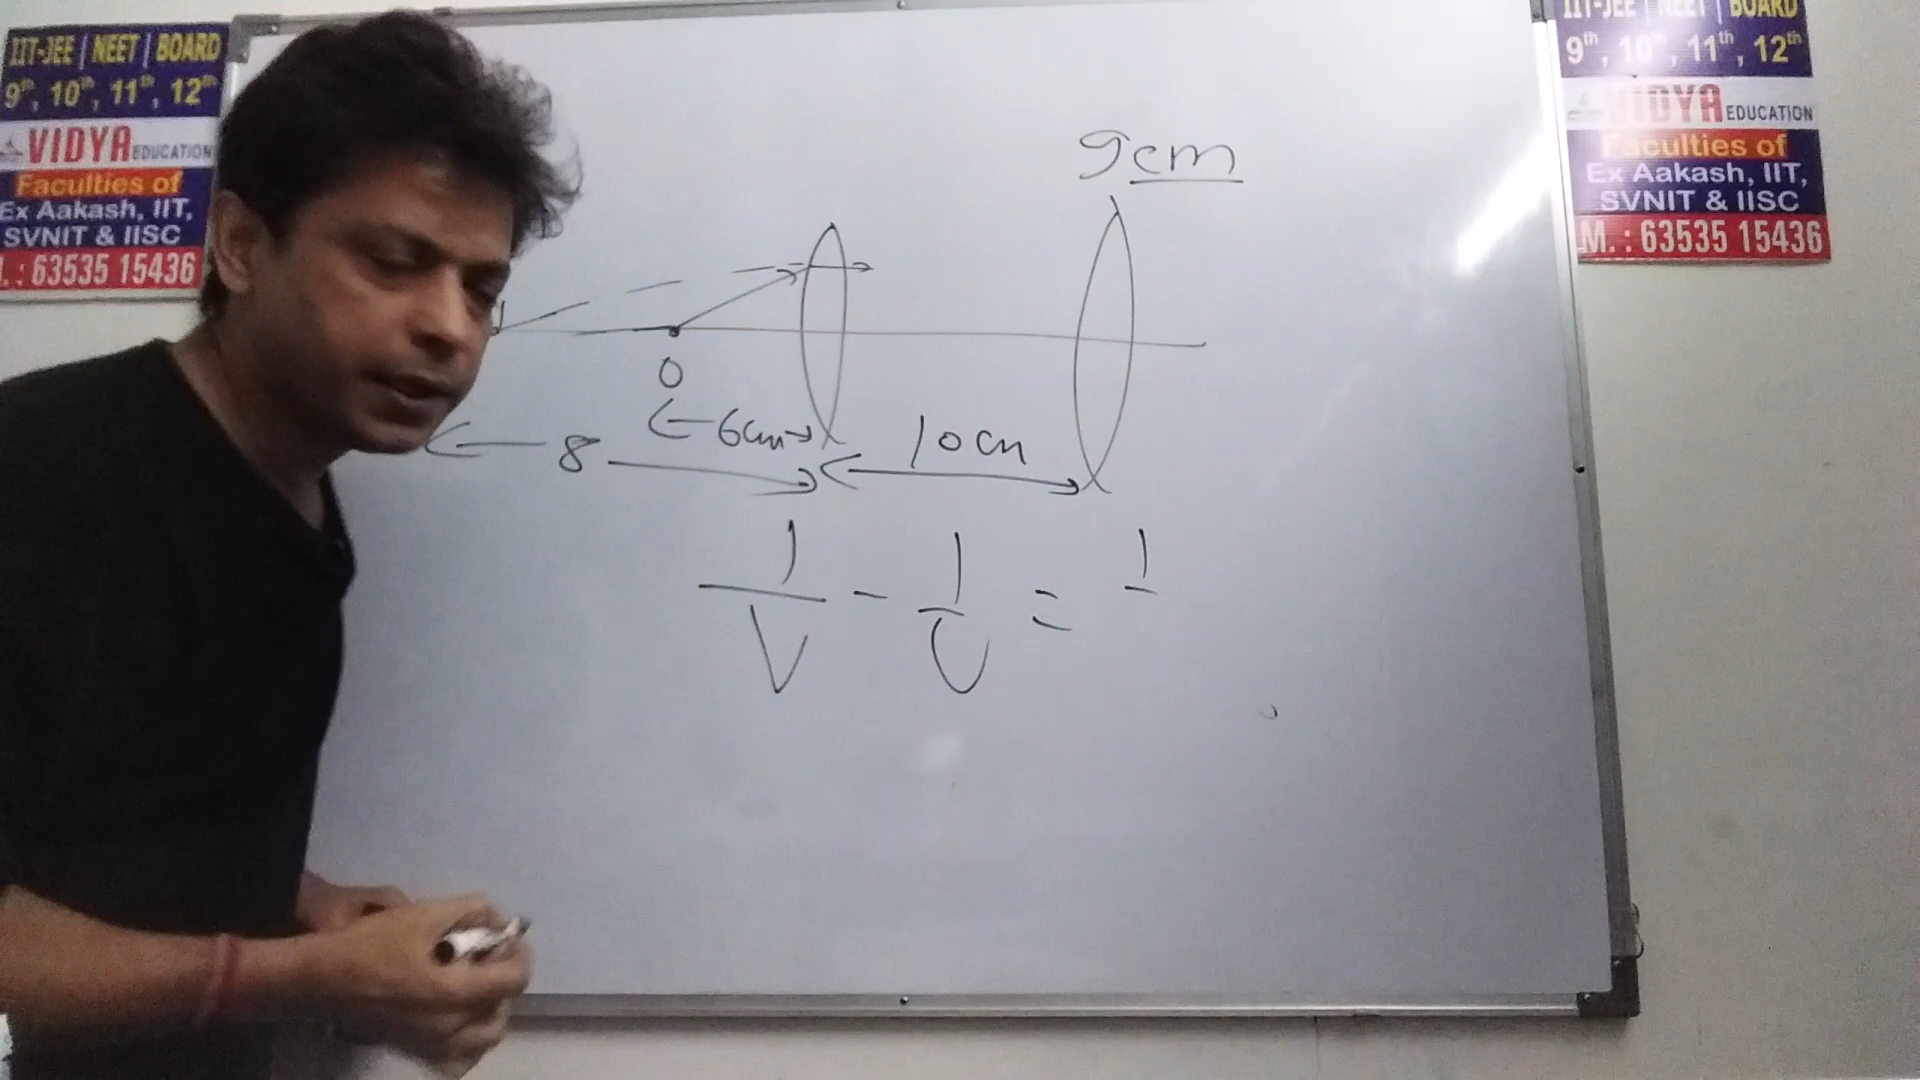 IIT-JEE | NEET | BOARD
9th, 10th, 11th, 12th
VIDYA EDUCATION
Faculties of
Ex Aakash, IIT,
SVNIT & IISC
.: 63535 15436
9cm
O
6cm
8
10cm
1/V - 1/U = 1
IIT-JEE | NEET | BOARD
9th, 10th, 11th, 12th
VIDYA EDUCATION
Faculties of
Ex Aakash, IIT,
SVNIT & IISC
M.: 63535 15436